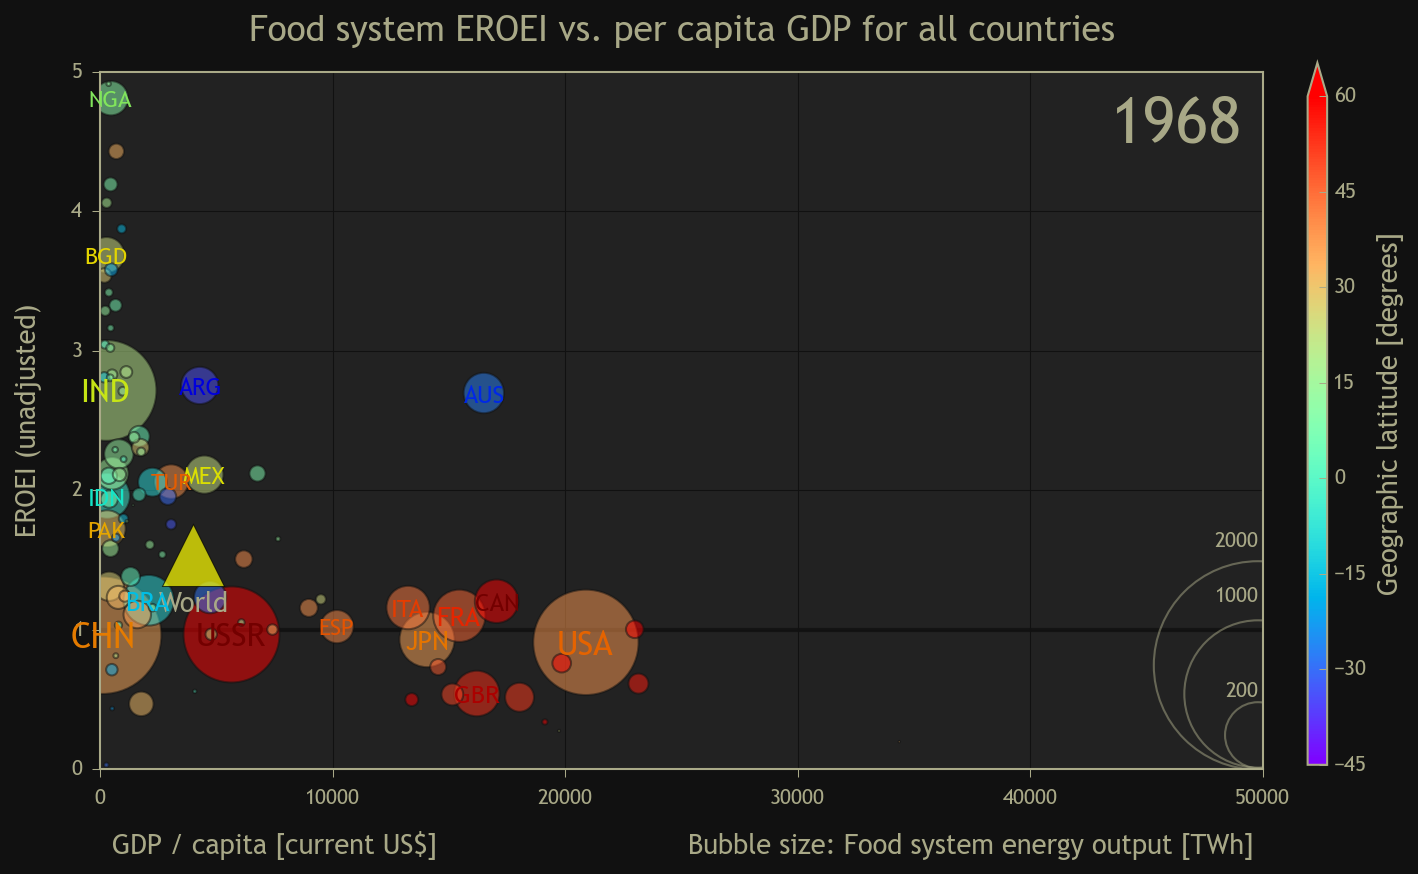 Food system EROEI vs. per capita GDP for all countries
1968
5
4
3
2
1
0
EROEI (unadjusted)
NGA
BGD
IND
ARG
AUS
TUR
MEX
IDN
PAK
BRA
World
ITA
FRA
CAN
CHN
USSR
ESP
JPN
USA
GBR
2000
1000
200
0
10000
20000
30000
40000
50000
GDP / capita [current US$]
Bubble size: Food system energy output [TWh]
60
45
30
15
0
−15
−30
−45
Geographic latitude [degrees]